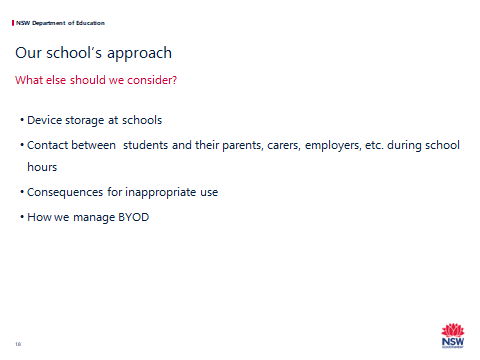 NSW Department of Education
Our school's approach
What else should we consider?
• Device storage at schools
• Contact between  students and their parents, carers, employers, etc. during school
hours
• Consequences for inappropriate use
• How we manage BYOD
18
NSW